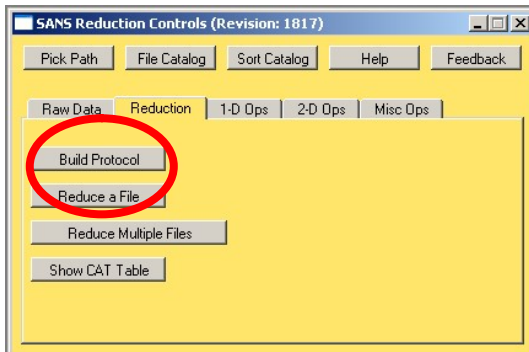 SANS Reduction Controls (Revision: 1817)
Pick Path File Catalog Sort Catalog Help Feedback
Raw Data Reduction 1-D Ops 2-D Ops Misc Ops
Build Protocol
Reduce a File
Reduce Multiple Files
Show CAT Table